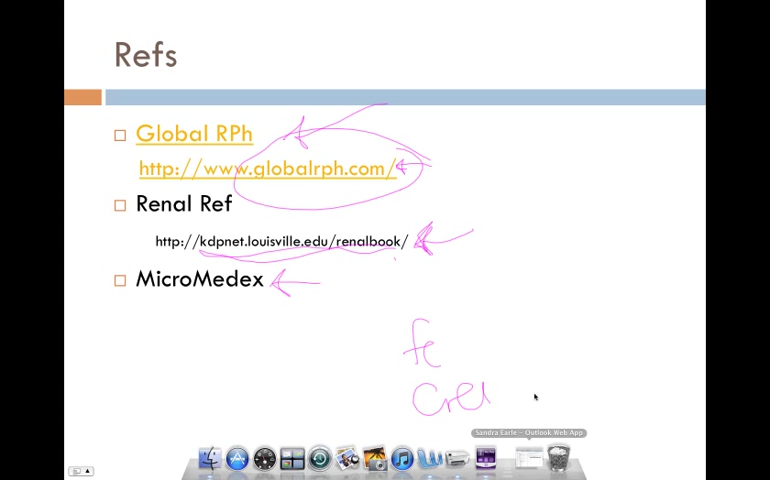 Refs
Global RPh
http://www.globalrph.com/
Renal Ref
http://kdpnet.louisville.edu/renalbook/
MicroMedex
fe
Crcl
Sandra Earle – Outlook Web App